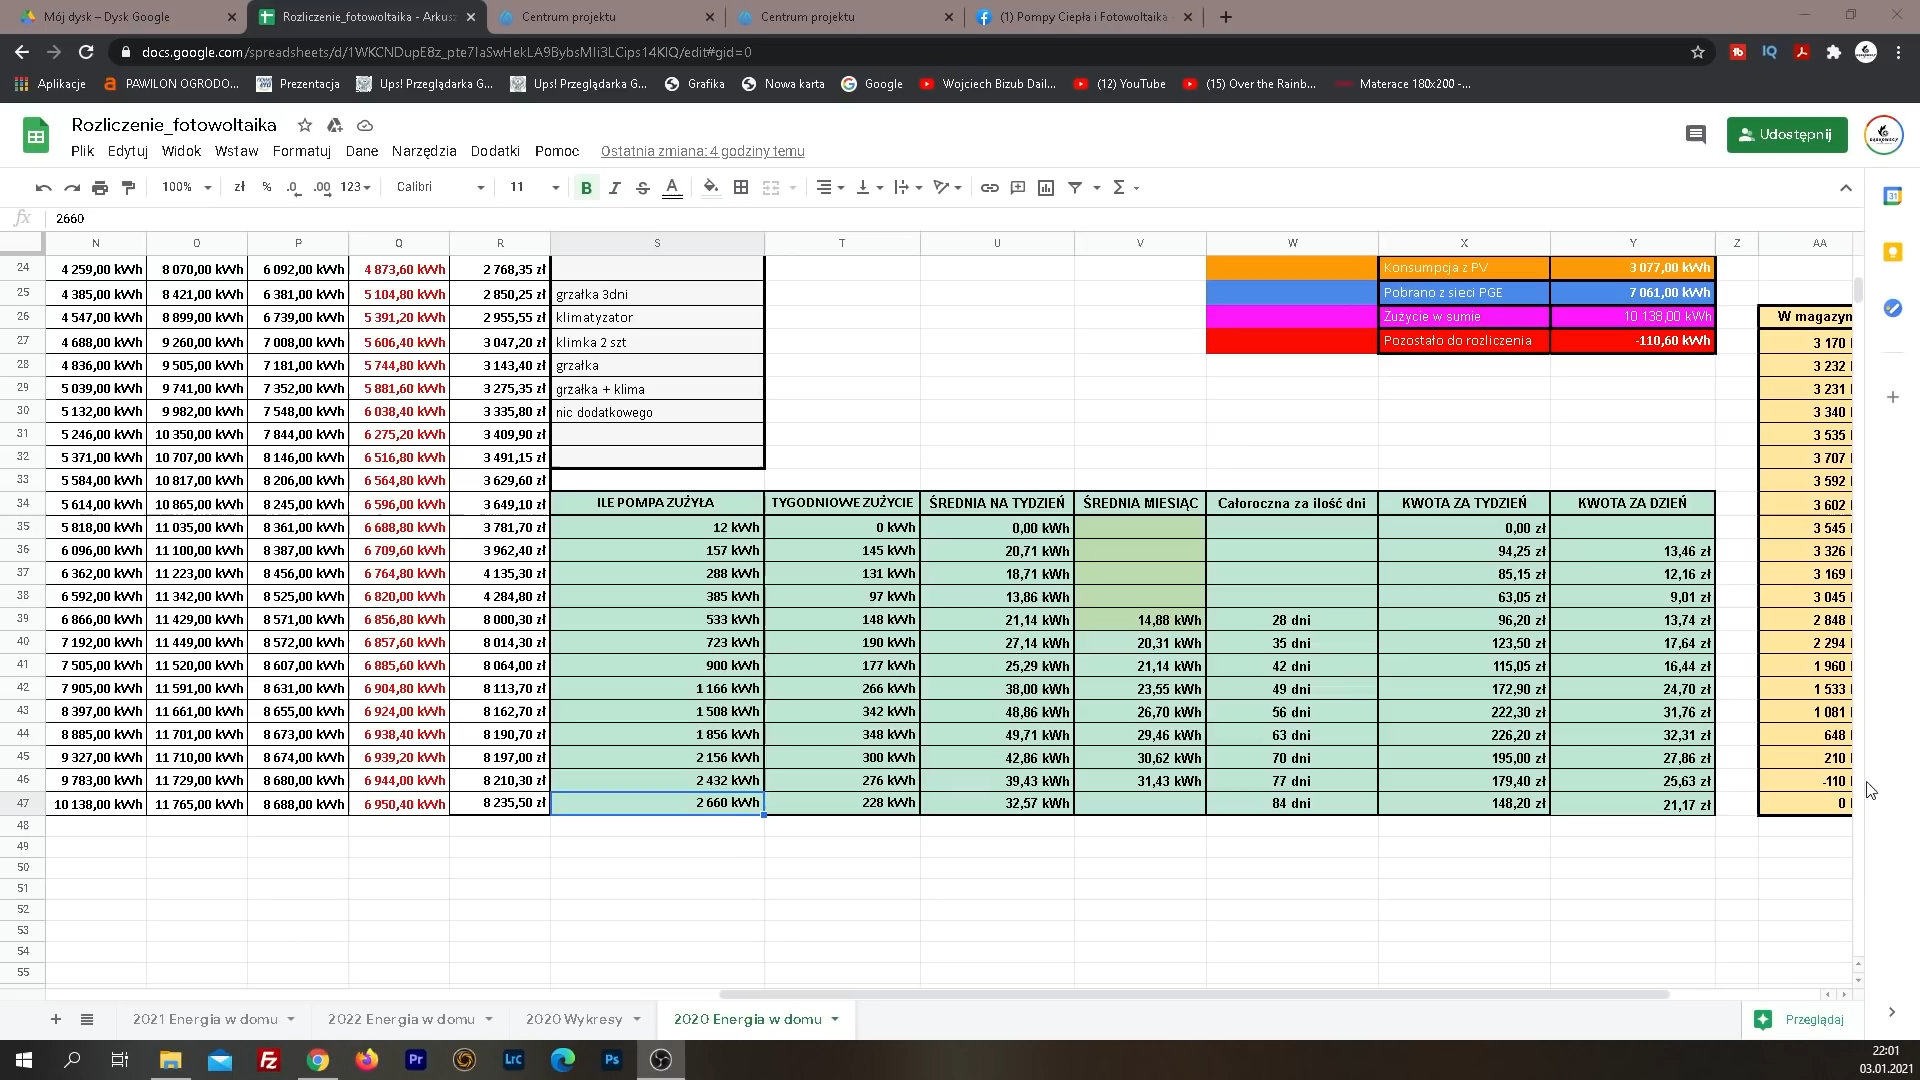 Mój dysk – Dysk Google
Rozliczenie_fotowoltaika - Arkusz
Centrum projektu
Centrum projektu
(1) Pompy Ciepła i Fotowoltaika
docs.google.com/spreadsheets/d/1WKCNDupE8z_pte7IaSwHekLA9BybsMIi3LCips14KIQ/edit#gid=0
Aplikacje
PAWILON OGRODO...
Prezentacja
Ups! Przeglądarka G...
Ups! Przeglądarka G...
Grafika
Nowa karta
Google
Wojciech Bizub Dail...
(12) YouTube
(15) Over the Rainb...
Materace 180x200 -...
Rozliczenie_fotowoltaika
Plik Edytuj Widok Wstaw Formatuj Dane Narzędzia Dodatki Pomoc Ostatnia zmiana: 4 godziny temu
Udostępnij
100% zł % .0 .00 123 Calibri 11 B I S A Σ
fx 2660
N O P Q R S T U V W X Y Z AA
24 4 259,00 kWh 8 070,00 kWh 6 092,00 kWh 4 873,60 kWh 2 768,35 zł Konsumpcja z PV 3 077,00 kWh
25 4 385,00 kWh 8 421,00 kWh 6 381,00 kWh 5 104,80 kWh 2 850,25 zł grzałka 3dni Pobrano z sieci PGE 7 061,00 kWh
26 4 547,00 kWh 8 899,00 kWh 6 739,00 kWh 5 391,20 kWh 2 955,55 zł klimatyzator Zużycie w sumie 10 138,00 kWh W magazyn
27 4 688,00 kWh 9 260,00 kWh 7 008,00 kWh 5 606,40 kWh 3 047,20 zł klimka 2 szt Pozostało do rozliczenia -110,60 kWh 3 170
28 4 836,00 kWh 9 505,00 kWh 7 181,00 kWh 5 744,80 kWh 3 143,40 zł grzałka 3 232
29 5 039,00 kWh 9 741,00 kWh 7 352,00 kWh 5 881,60 kWh 3 275,35 zł grzałka + klima 3 231
30 5 132,00 kWh 9 982,00 kWh 7 548,00 kWh 6 038,40 kWh 3 335,80 zł nic dodatkowego 3 340
31 5 246,00 kWh 10 350,00 kWh 7 844,00 kWh 6 275,20 kWh 3 409,90 zł 3 535
32 5 371,00 kWh 10 707,00 kWh 8 146,00 kWh 6 516,80 kWh 3 491,15 zł 3 707
33 5 584,00 kWh 10 817,00 kWh 8 206,00 kWh 6 564,80 kWh 3 629,60 zł 3 592
34 5 614,00 kWh 10 865,00 kWh 8 245,00 kWh 6 596,00 kWh 3 649,10 zł ILE POMPA ZUŻYŁA TYGODNIOWE ZUŻYCIE ŚREDNIA NA TYDZIEŃ ŚREDNIA MIESIĄC Całoroczna za ilość dni KWOTA ZA TYDZIEŃ KWOTA ZA DZIEŃ 3 602
35 5 818,00 kWh 11 035,00 kWh 8 361,00 kWh 6 688,80 kWh 3 781,70 zł 12 kWh 0 kWh 0,00 kWh 0,00 zł 3 545
36 6 096,00 kWh 11 100,00 kWh 8 387,00 kWh 6 709,60 kWh 3 962,40 zł 157 kWh 145 kWh 20,71 kWh 94,25 zł 13,46 zł 3 326
37 6 362,00 kWh 11 223,00 kWh 8 456,00 kWh 6 764,80 kWh 4 135,30 zł 288 kWh 131 kWh 18,71 kWh 85,15 zł 12,16 zł 3 169
38 6 592,00 kWh 11 342,00 kWh 8 525,00 kWh 6 820,00 kWh 4 284,80 zł 385 kWh 97 kWh 13,86 kWh 63,05 zł 9,01 zł 3 045
39 6 866,00 kWh 11 429,00 kWh 8 571,00 kWh 6 856,80 kWh 8 000,30 zł 533 kWh 148 kWh 21,14 kWh 14,88 kWh 28 dni 96,20 zł 13,74 zł 2 848
40 7 192,00 kWh 11 449,00 kWh 8 572,00 kWh 6 857,60 kWh 8 014,30 zł 723 kWh 190 kWh 27,14 kWh 20,31 kWh 35 dni 123,50 zł 17,64 zł 2 294
41 7 505,00 kWh 11 520,00 kWh 8 607,00 kWh 6 885,60 kWh 8 064,00 zł 900 kWh 177 kWh 25,29 kWh 21,14 kWh 42 dni 115,05 zł 16,44 zł 1 960
42 7 905,00 kWh 11 591,00 kWh 8 631,00 kWh 6 904,80 kWh 8 113,70 zł 1 166 kWh 266 kWh 38,00 kWh 23,55 kWh 49 dni 172,90 zł 24,70 zł 1 533
43 8 397,00 kWh 11 661,00 kWh 8 655,00 kWh 6 924,00 kWh 8 162,70 zł 1 508 kWh 342 kWh 48,86 kWh 26,70 kWh 56 dni 222,30 zł 31,76 zł 1 081
44 8 885,00 kWh 11 701,00 kWh 8 673,00 kWh 6 938,40 kWh 8 190,70 zł 1 856 kWh 348 kWh 49,71 kWh 29,46 kWh 63 dni 226,20 zł 32,31 zł 648
45 9 327,00 kWh 11 710,00 kWh 8 674,00 kWh 6 939,20 kWh 8 197,00 zł 2 156 kWh 300 kWh 42,86 kWh 30,62 kWh 70 dni 195,00 zł 27,86 zł 210
46 9 783,00 kWh 11 729,00 kWh 8 680,00 kWh 6 944,00 kWh 8 210,30 zł 2 432 kWh 276 kWh 39,43 kWh 31,43 kWh 77 dni 179,40 zł 25,63 zł -110
47 10 138,00 kWh 11 765,00 kWh 8 688,00 kWh 6 950,40 kWh 8 235,50 zł 2 660 kWh 228 kWh 32,57 kWh 84 dni 148,20 zł 21,17 zł 0
48
49
50
51
52
53
54
55
2021 Energia w domu 2022 Energia w domu 2020 Wykresy 2020 Energia w domu Przeglądaj
Pr Lrc Ps
22:01
03.01.2021